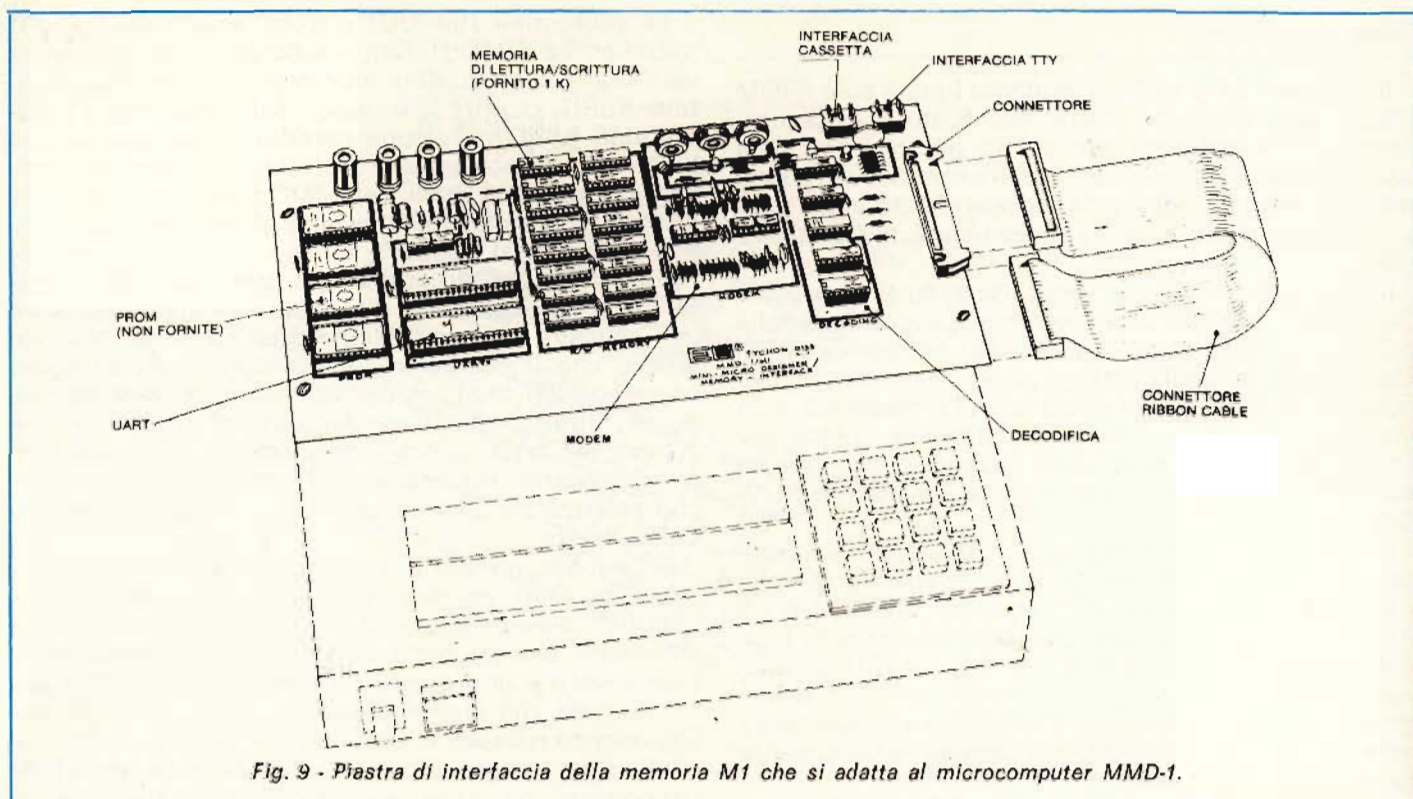 INTERFACCIA
CASSETTA
MEMORIA
DI LETTURA/SCRITTURA
(FORNITO 1 K)
INTERFACCIA TTY
CONNETTORE
PROM
(NON FORNITE)
MODEM
DECODING
R/W MEMORY
UARTs
PROM
TYCHON
MMD-1/MI
MINI-MICRO DESIGNER/
MEMORY - INTERFACE
CONNETTORE
RIBBON CABLE
UART
MODEM
DECODIFICA
Fig. 9 - Piastra di interfaccia della memoria M1 che si adatta al microcomputer MMD-1.